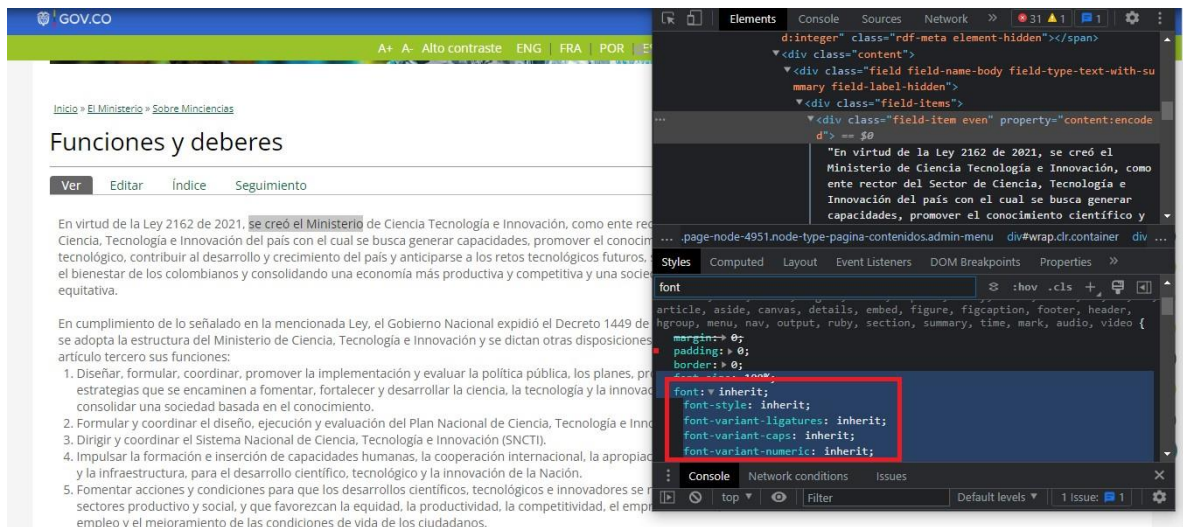 GOV.CO
A+ A- Alto contraste ENG | FRA | POR |
Inicio » El Ministerio » Sobre Minciencias
Funciones y deberes
Ver Editar Índice Seguimiento
En virtud de la Ley 2162 de 2021, se creó el Ministerio de Ciencia Tecnología e Innovación, como ente rec
Ciencia, Tecnología e Innovación del país con el cual se busca generar capacidades, promover el conocim
tecnológico, contribuir al desarrollo y crecimiento del país y anticiparse a los retos tecnológicos futuros,
el bienestar de los colombianos y consolidando una economía más productiva y competitiva y una socie
equitativa.
En cumplimiento de lo señalado en la mencionada Ley, el Gobierno Nacional expidió el Decreto 1449 de
se adopta la estructura del Ministerio de Ciencia, Tecnología e Innovación y se dictan otras disposiciones
artículo tercero sus funciones:
1. Diseñar, formular, coordinar, promover la implementación y evaluar la política pública, los planes, pro
estrategias que se encaminen a fomentar, fortalecer y desarrollar la ciencia, la tecnología y la innovac
consolidar una sociedad basada en el conocimiento.
2. Formular y coordinar el diseño, ejecución y evaluación del Plan Nacional de Ciencia, Tecnología e Inno
3. Dirigir y coordinar el Sistema Nacional de Ciencia, Tecnología e Innovación (SNCTI).
4. Impulsar la formación e inserción de capacidades humanas, la cooperación internacional, la apropiac
y la infraestructura, para el desarrollo científico, tecnológico y la innovación de la Nación.
5. Fomentar acciones y condiciones para que los desarrollos científicos, tecnológicos e innovadores se r
sectores productivo y social, y que favorezcan la equidad, la productividad, la competitividad, el empr
empleo y el mejoramiento de las condiciones de vida de los ciudadanos.
Elements Console Sources Network » 31 1 1
d:integer" class="rdf-meta element-hidden"></span>
<div class="content">
<div class="field field-name-body field-type-text-with-su
mmary field-label-hidden">
<div class="field-items">
<div class="field-item even" property="content:encode
d"> == $0
"En virtud de la Ley 2162 de 2021, se creó el
Ministerio de Ciencia Tecnología e Innovación, como
ente rector del Sector de Ciencia, Tecnología e
Innovación del país con el cual se busca generar
capacidades, promover el conocimiento científico y
... .page-node-4951.node-type-pagina-contenidos.admin-menu div#wrap.clr.container div ...
Styles Computed Layout Event Listeners DOM Breakpoints Properties »
font :hov .cls +
article, aside, canvas, details, embed, figure, figcaption, footer, header,
hgroup, menu, nav, output, ruby, section, summary, time, mark, audio, video {
margin: 0;
padding: 0;
border: 0;
font-size: 100%;
font: inherit;
font-style: inherit;
font-variant-ligatures: inherit;
font-variant-caps: inherit;
font-variant-numeric: inherit;
Console Network conditions Issues
top Filter Default levels 1 Issue: 1